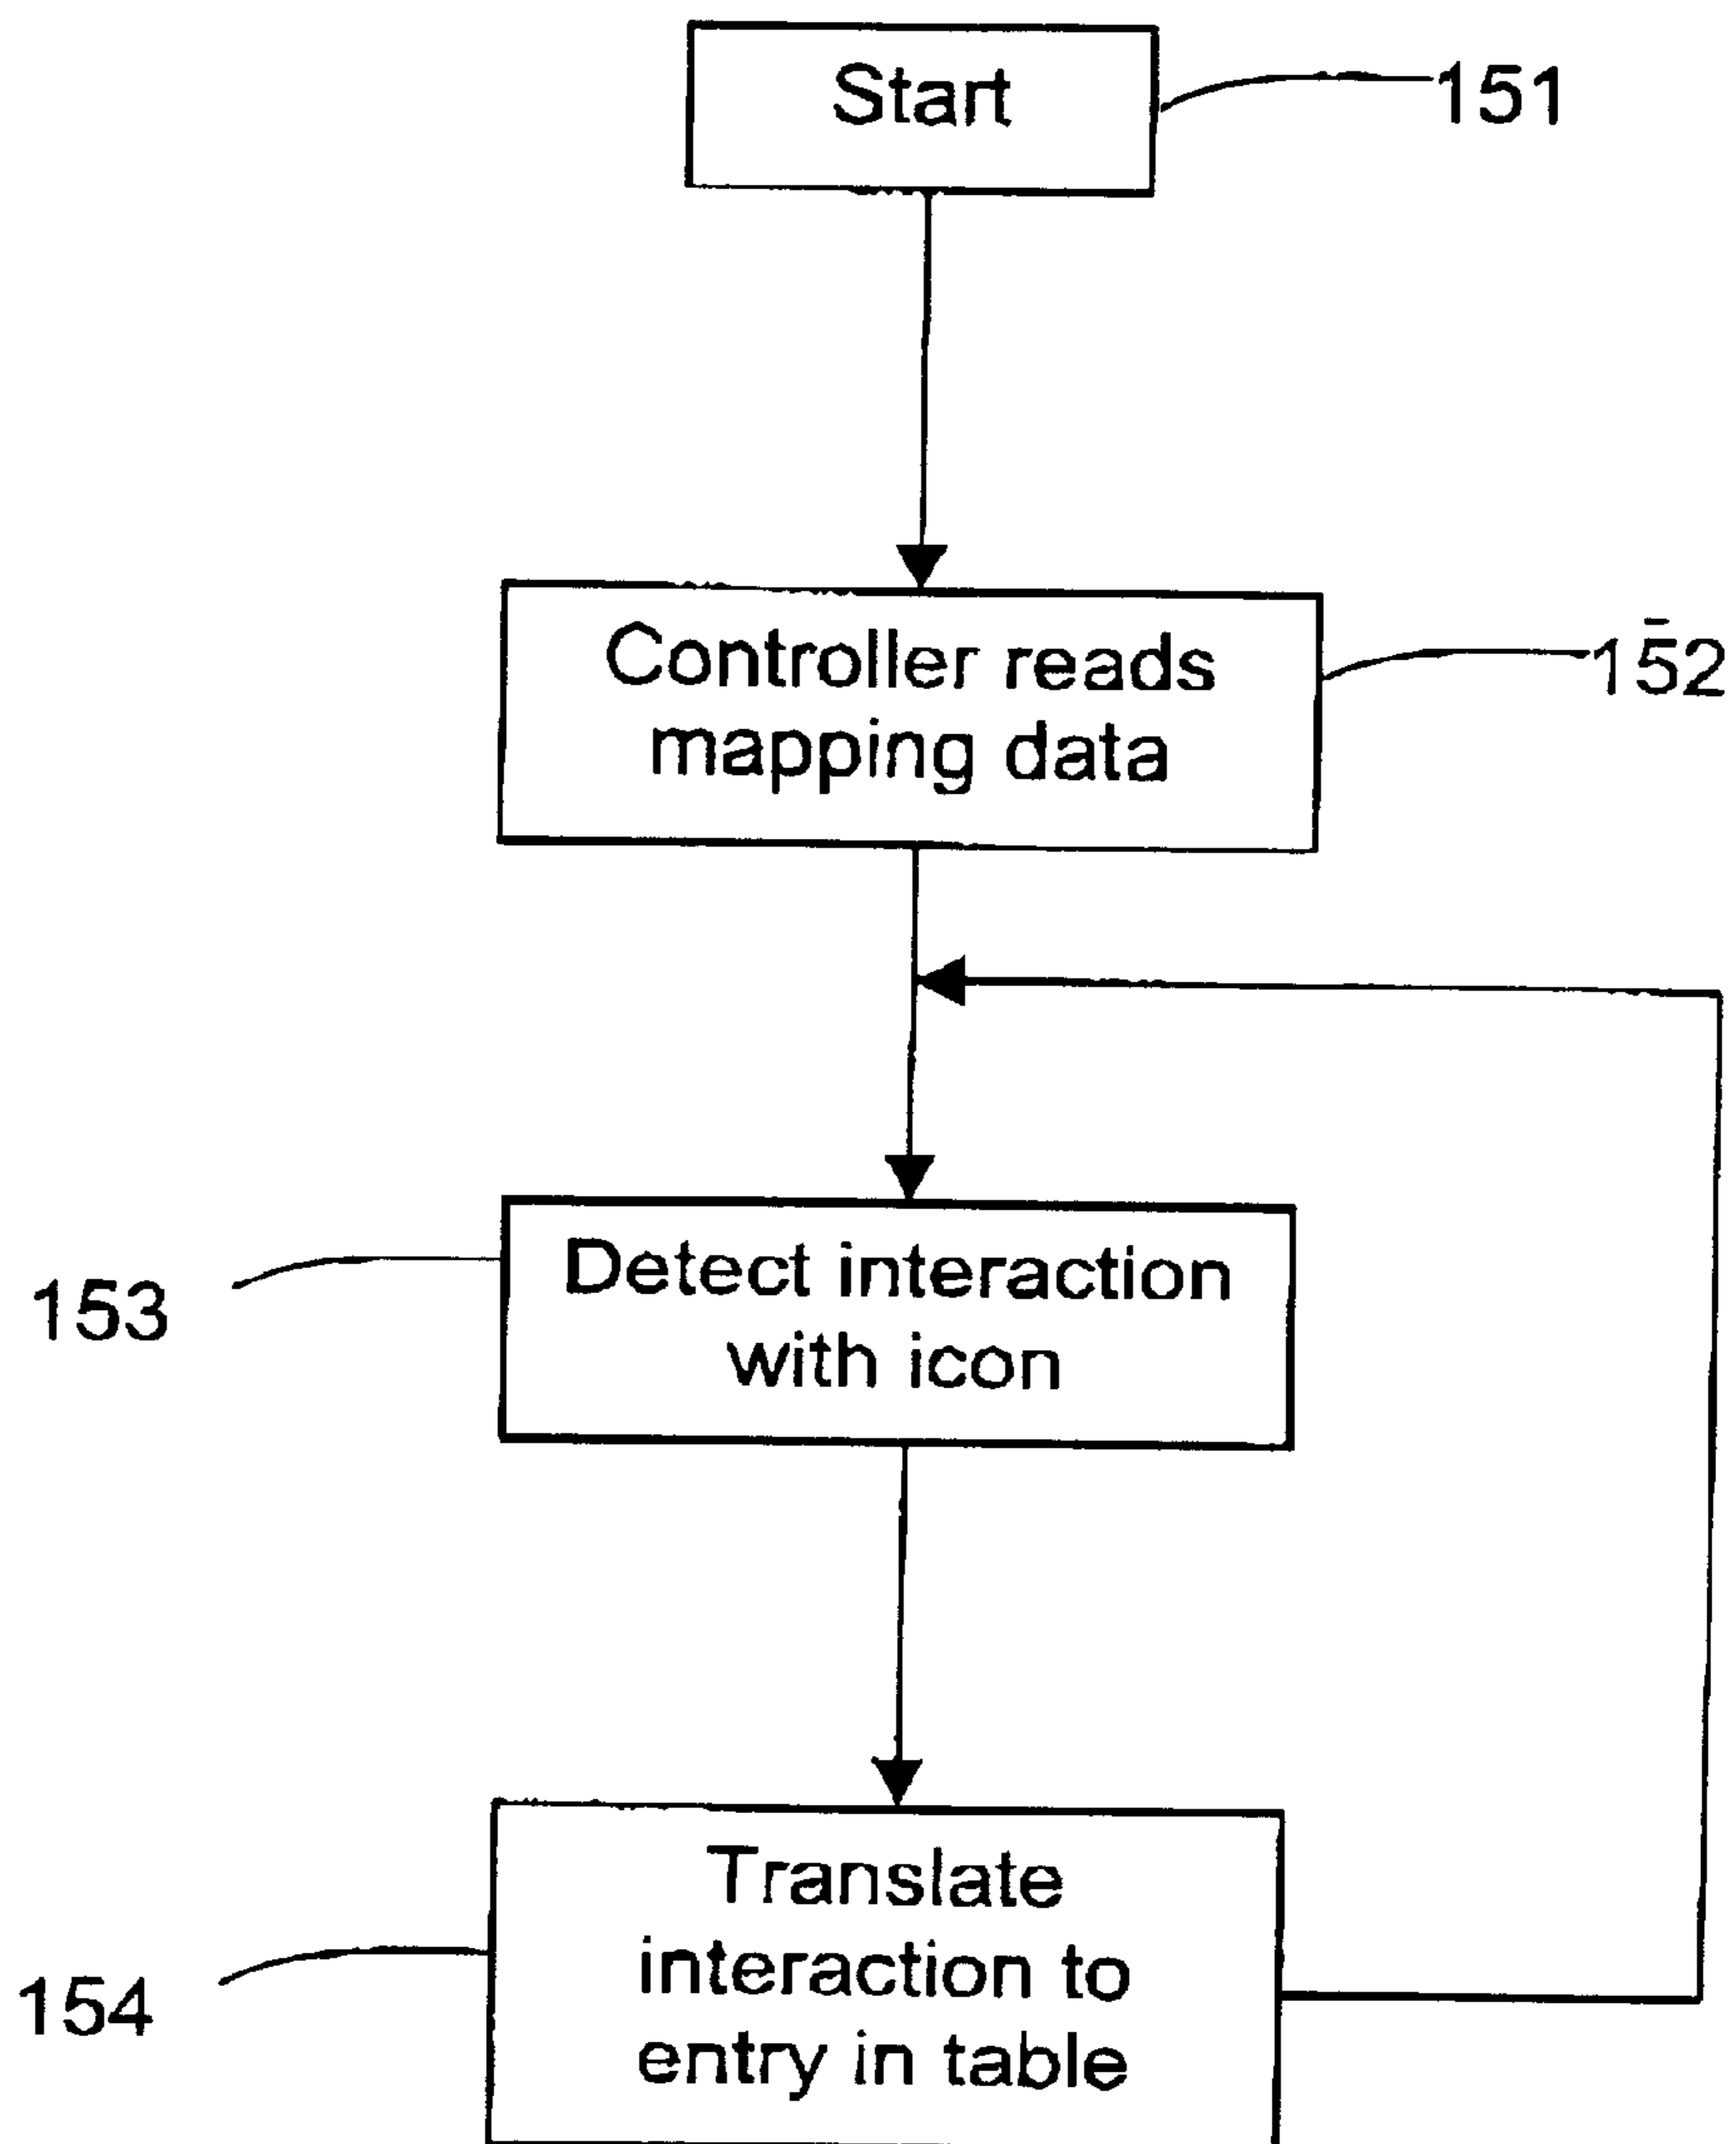 Start
151
Controller reads
mapping data
152
Detect interaction
with icon
153
Translate
interaction to
entry in table
154